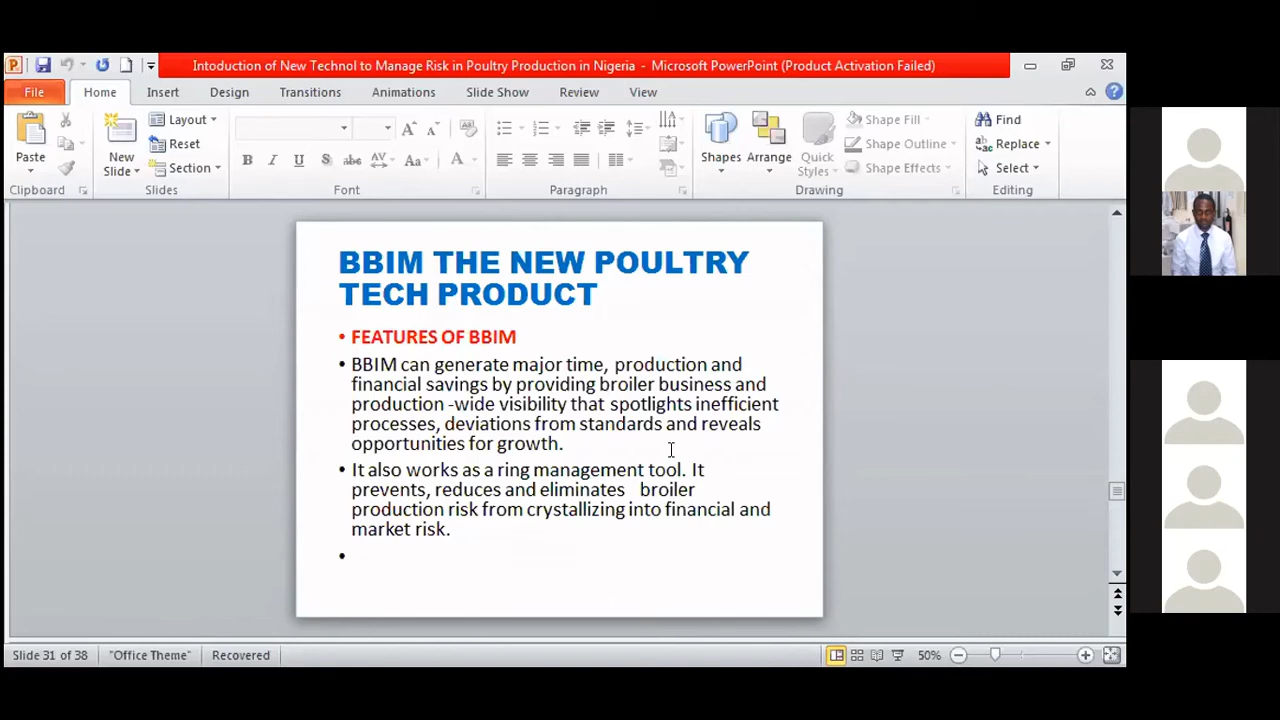 Intoduction of New Technol to Manage Risk in Poultry Production in Nigeria - Microsoft PowerPoint (Product Activation Failed)
File Home Insert Design Transitions Animations Slide Show Review View
Paste
New Slide
Layout
Reset
Section
Shapes Arrange Quick Styles
Shape Fill
Shape Outline
Shape Effects
Find
Replace
Select
Clipboard Slides Font Paragraph Drawing Editing
BBIM THE NEW POULTRY
TECH PRODUCT
• FEATURES OF BBIM
• BBIM can generate major time, production and
financial savings by providing broiler business and
production -wide visibility that spotlights inefficient
processes, deviations from standards and reveals
opportunities for growth.
• It also works as a ring management tool. It
prevents, reduces and eliminates broiler
production risk from crystallizing into financial and
market risk.
•
Slide 31 of 38 "Office Theme" Recovered 50%